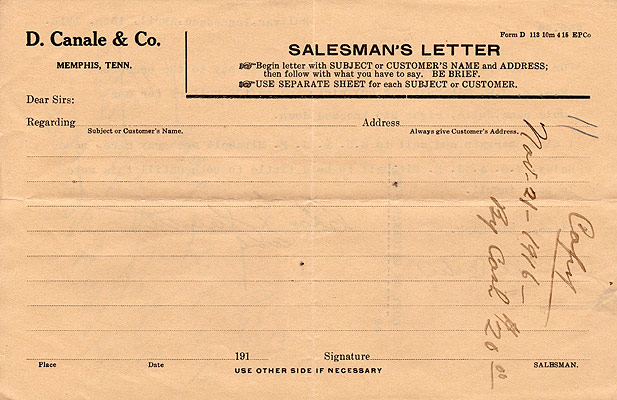 Form D 113 10m 4 16 EPCo
D. Canale & Co.
MEMPHIS, TENN.
SALESMAN'S LETTER
Begin letter with SUBJECT or CUSTOMER'S NAME and ADDRESS;
then follow with what you have to say. BE BRIEF.
USE SEPARATE SHEET for each SUBJECT or CUSTOMER.
Dear Sirs:
Regarding Address
Subject or Customer's Name. Always give Customer's Address.
Copy
Nov-21-1916-
By Cash $120.00
191 Signature
Place Date SALESMAN.
USE OTHER SIDE IF NECESSARY